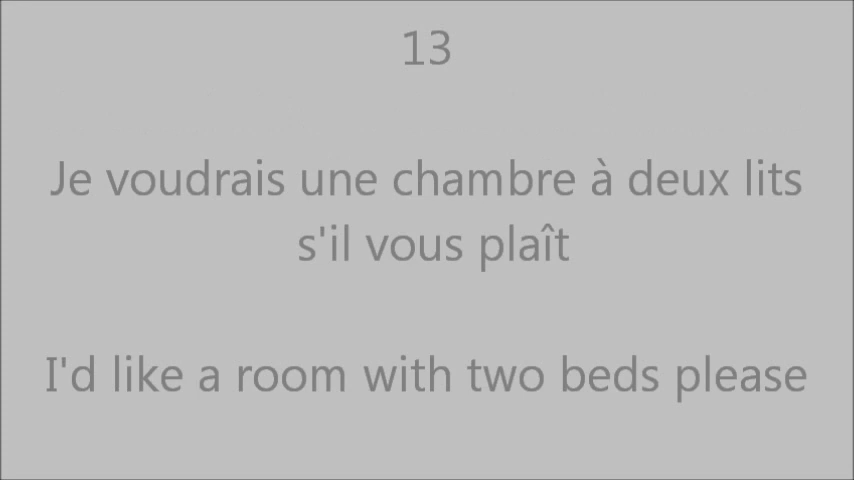 13
Je voudrais une chambre à deux lits
s'il vous plaît
I'd like a room with two beds please